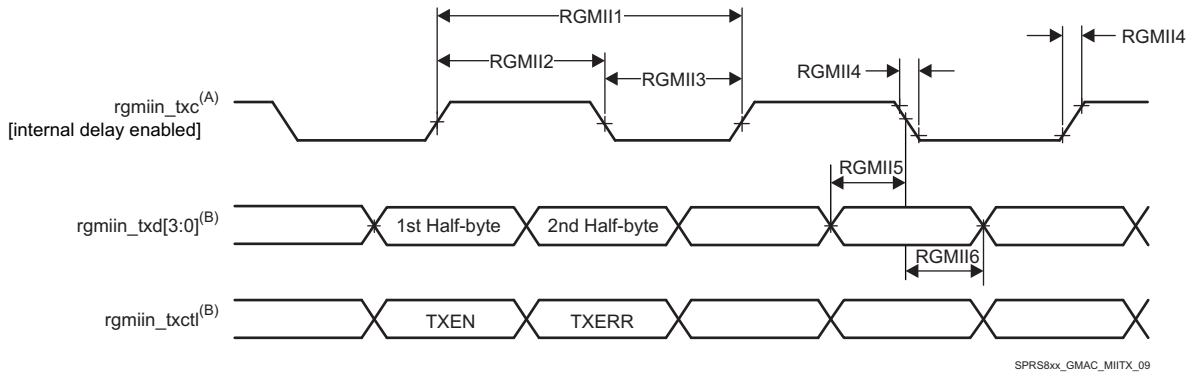 RGMII1
RGMII2
RGMII3
RGMII4
RGMII4
rgmiin_txc(A)
[internal delay enabled]
RGMII5
rgmiin_txd[3:0](B)
1st Half-byte
2nd Half-byte
RGMII6
rgmiin_txctl(B)
TXEN
TXERR
SPRS8xx_GMAC_MIITX_09